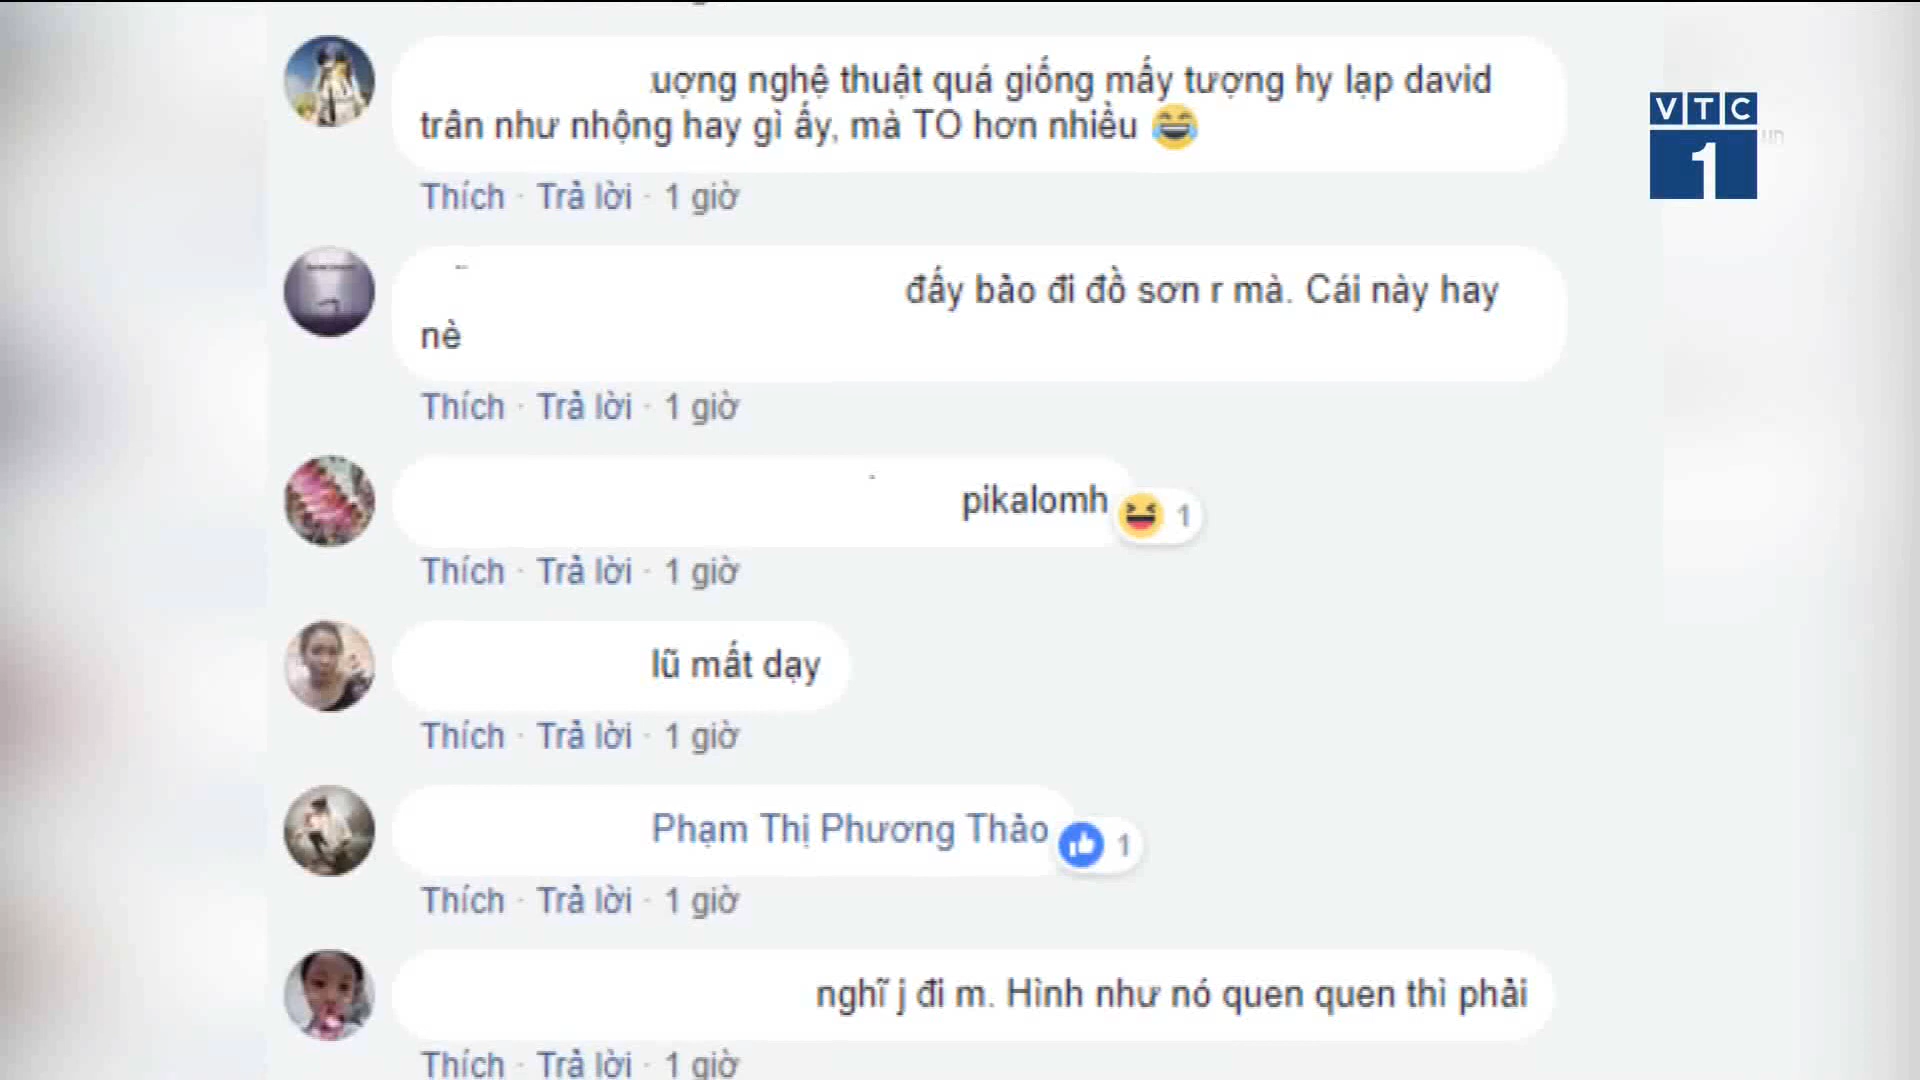 tượng nghệ thuật quá giống mấy tượng hy lạp david
trân như nhộng hay gì ấy, mà TO hơn nhiều 😂
Thích · Trả lời · 1 giờ
đấy bảo đi đồ sơn r mà. Cái này hay
nè
Thích · Trả lời · 1 giờ
pikalomh
😆 1
Thích · Trả lời · 1 giờ
lũ mất dạy
Thích · Trả lời · 1 giờ
Phạm Thị Phương Thảo
1
Thích · Trả lời · 1 giờ
nghĩ j đi m. Hình như nó quen quen thì phải
Thích · Trả lời · 1 giờ
VTC
1